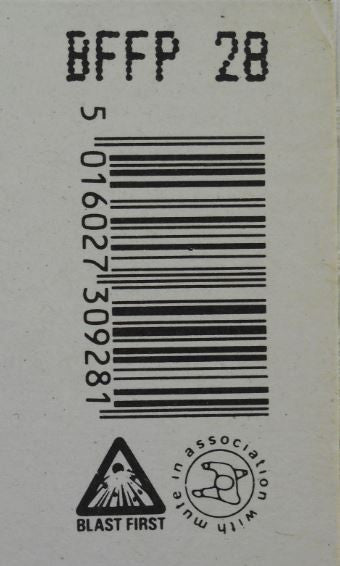 BFFP 28
5 016027 309281
BLAST FIRST
in association with mute